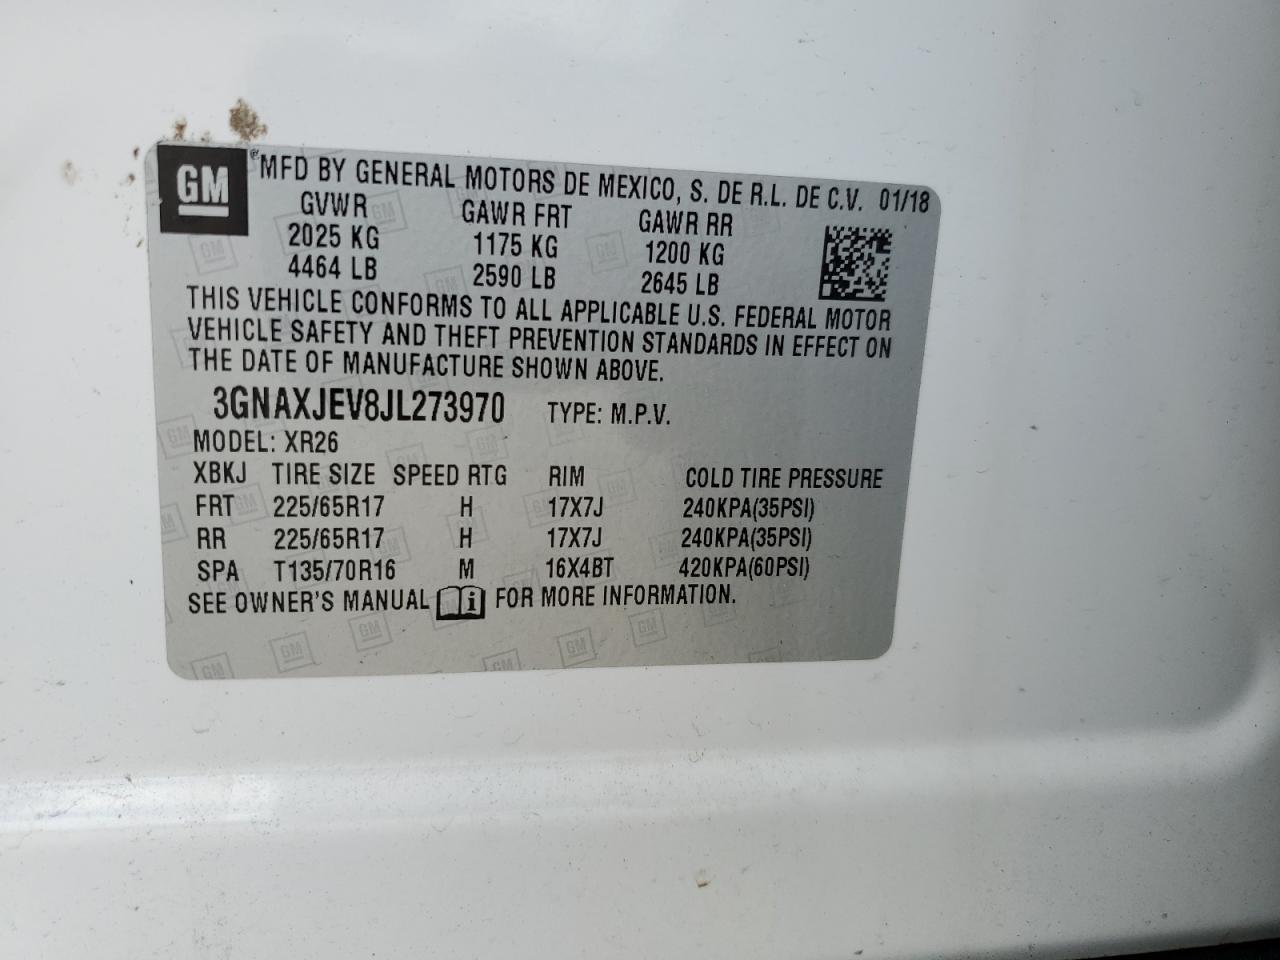 GM
®MFD BY GENERAL MOTORS DE MEXICO, S. DE R.L. DE C.V. 01/18
GVWR GAWR FRT GAWR RR
2025 KG 1175 KG 1200 KG
4464 LB 2590 LB 2645 LB
THIS VEHICLE CONFORMS TO ALL APPLICABLE U.S. FEDERAL MOTOR
VEHICLE SAFETY AND THEFT PREVENTION STANDARDS IN EFFECT ON
THE DATE OF MANUFACTURE SHOWN ABOVE.
3GNAXJEV8JL273970 TYPE: M.P.V.
MODEL: XR26
XBKJ TIRE SIZE SPEED RTG RIM COLD TIRE PRESSURE
FRT 225/65R17 H 17X7J 240KPA(35PSI)
RR 225/65R17 H 17X7J 240KPA(35PSI)
SPA T135/70R16 M 16X4BT 420KPA(60PSI)
SEE OWNER'S MANUAL i FOR MORE INFORMATION.